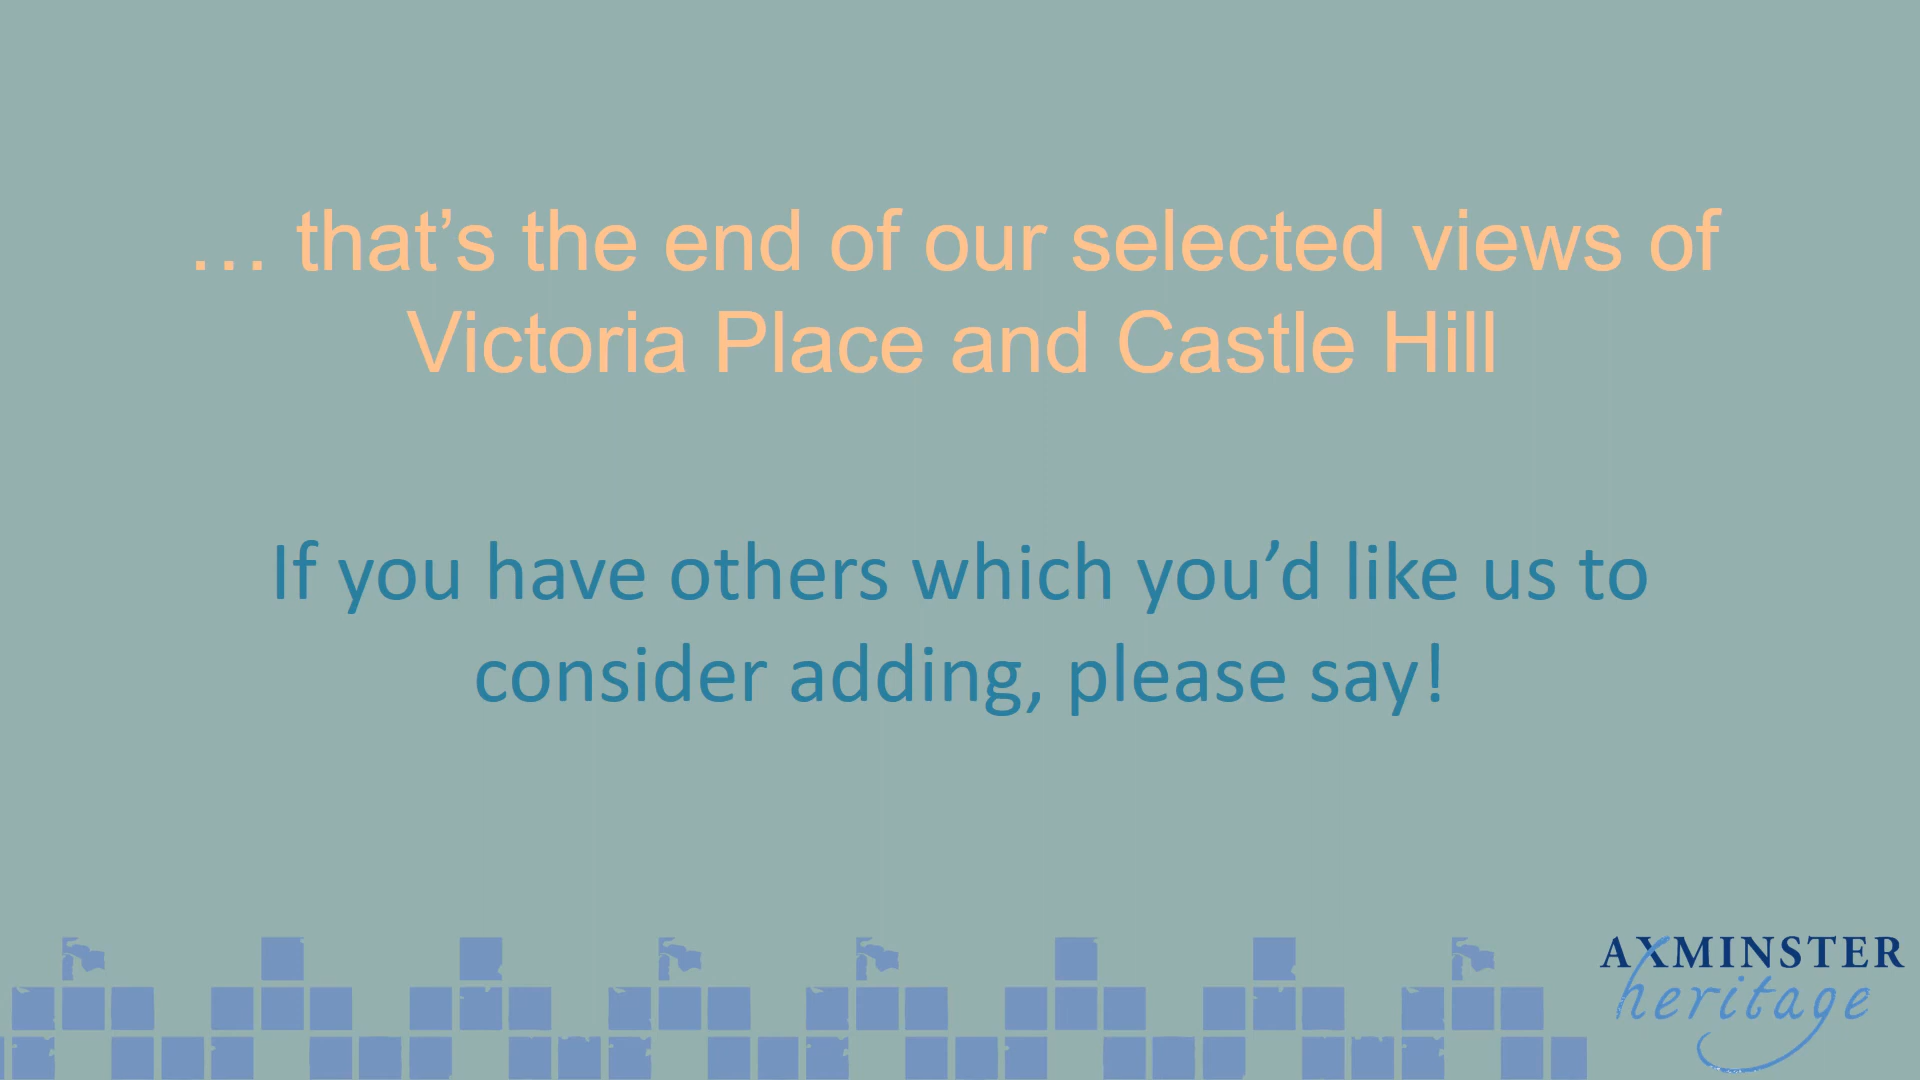 … that’s the end of our selected views of
Victoria Place and Castle Hill
If you have others which you’d like us to
consider adding, please say!
AXMINSTER
heritage